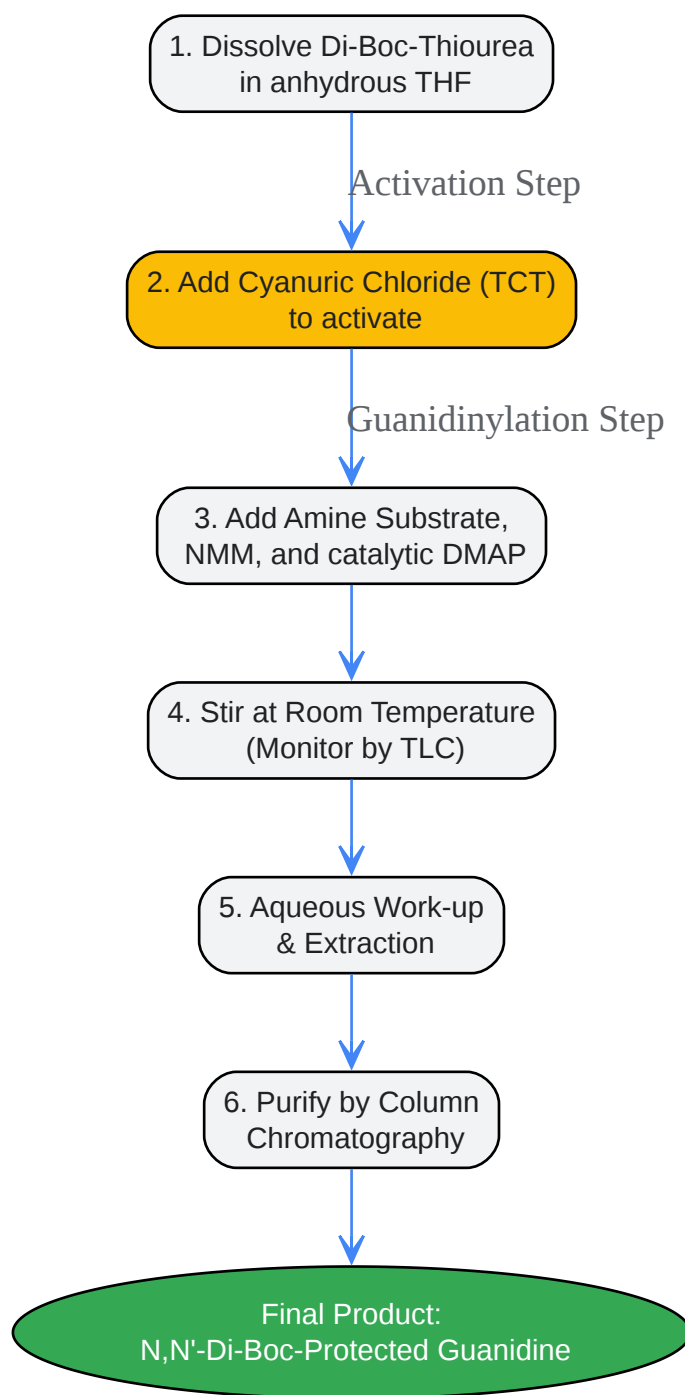 1. Dissolve Di-Boc-Thiourea
in anhydrous THF
Activation Step
2. Add Cyanuric Chloride (TCT)
to activate
Guanidinylation Step
3. Add Amine Substrate,
NMM, and catalytic DMAP
4. Stir at Room Temperature
(Monitor by TLC)
5. Aqueous Work-up
& Extraction
6. Purify by Column
Chromatography
Final Product:
N,N'-Di-Boc-Protected Guanidine